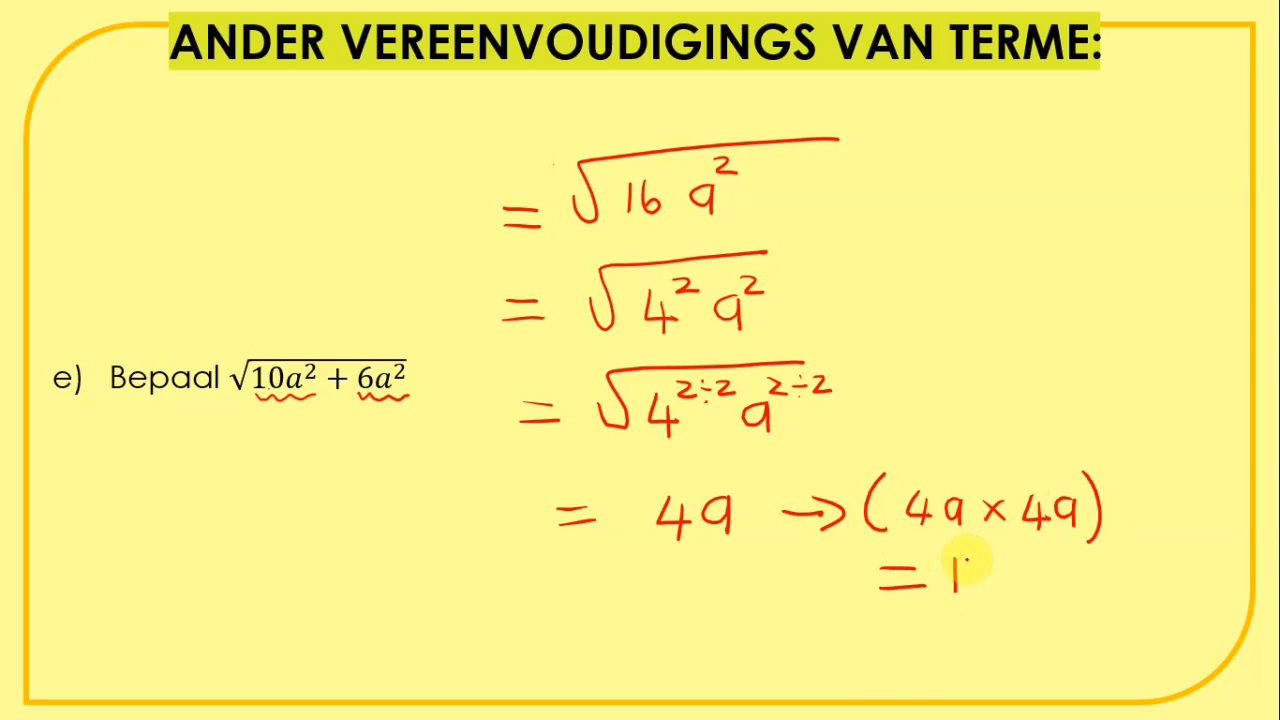 ANDER VEREENVOUDIGINGS VAN TERME:
= √16 a²
= √4² a²
e) Bepaal √10a² + 6a²
= √4²÷² a²÷²
= 4a → (4a × 4a)
= 1